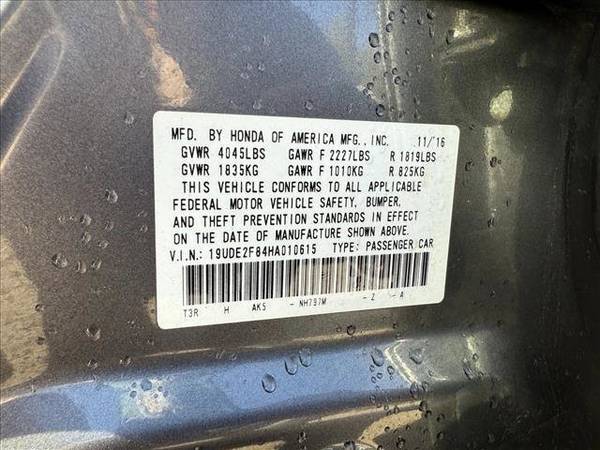 MFD. BY HONDA OF AMERICA MFG., INC. 11/'16
GVWR 4045LBS GAWR F 2227LBS R 1819LBS
GVWR 1835KG GAWR F 1010KG R 825KG
THIS VEHICLE CONFORMS TO ALL APPLICABLE
FEDERAL MOTOR VEHICLE SAFETY, BUMPER,
AND THEFT PREVENTION STANDARDS IN EFFECT
ON THE DATE OF MANUFACTURE SHOWN ABOVE.
V.I.N.: 19UDE2F84HA010615 TYPE: PASSENGER CAR
T3R H AK5 - NH797M - Z - A